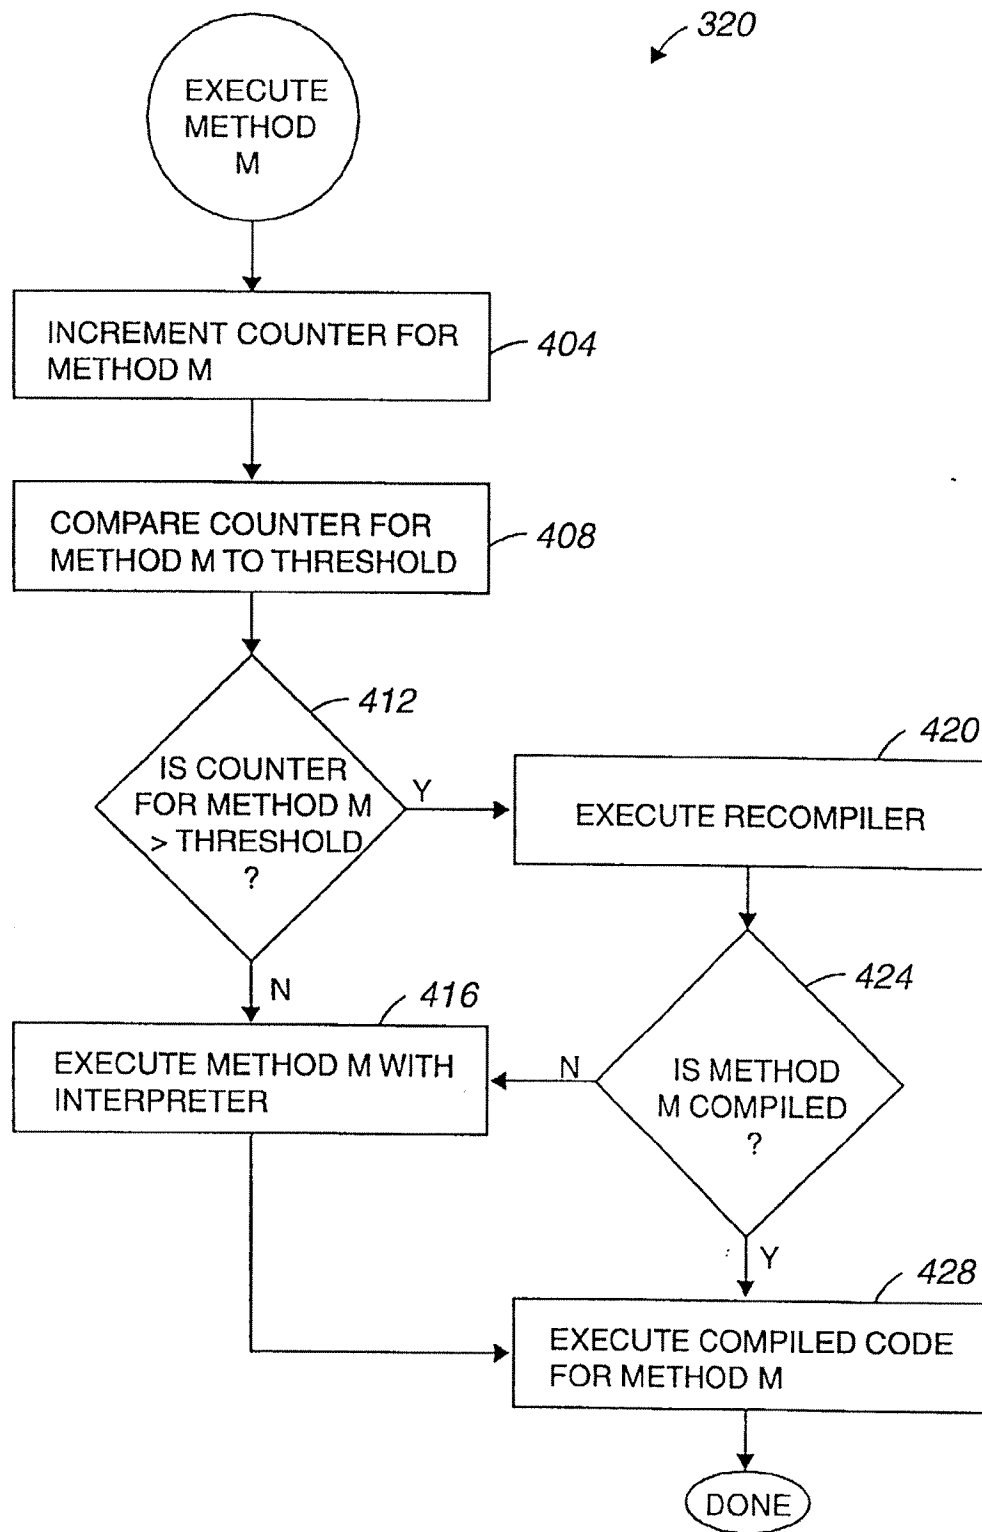 320
EXECUTE
METHOD
M
INCREMENT COUNTER FOR
METHOD M
404
COMPARE COUNTER FOR
METHOD M TO THRESHOLD
408
412
IS COUNTER
FOR METHOD M
> THRESHOLD
?
Y
N
420
EXECUTE RECOMPILER
424
IS METHOD
M COMPILED
?
N
Y
416
EXECUTE METHOD M WITH
INTERPRETER
428
EXECUTE COMPILED CODE
FOR METHOD M
DONE